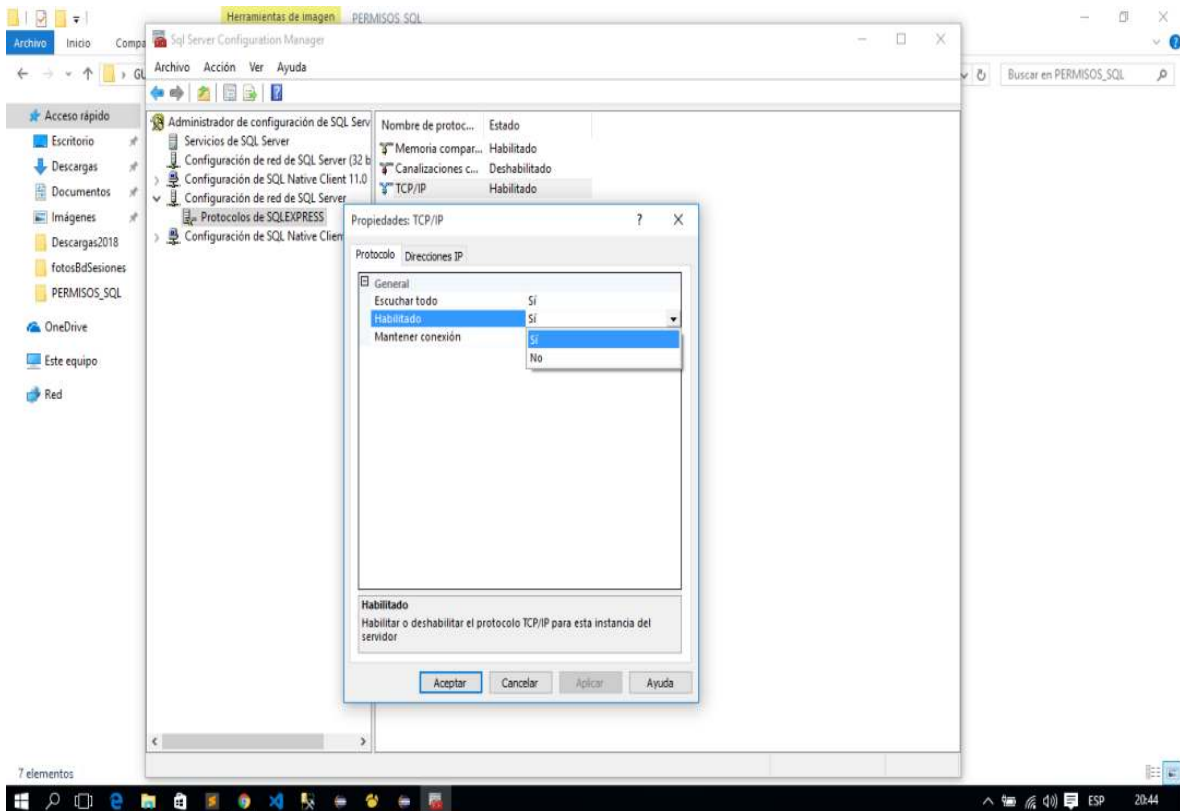 Herramientas de imagen
PERMISOS_SQL
Archivo
Inicio
Compa
Sql Server Configuration Manager
Archivo Acción Ver Ayuda
GU
Buscar en PERMISOS_SQL
Acceso rápido
Escritorio
Descargas
Documentos
Imágenes
Descargas2018
fotosBdSesiones
PERMISOS_SQL
OneDrive
Este equipo
Red
Administrador de configuración de SQL Serv
Servicios de SQL Server
Configuración de red de SQL Server (32 b
Configuración de SQL Native Client 11.0
Configuración de red de SQL Server
Protocolos de SQLEXPRESS
Configuración de SQL Native Clien
Nombre de protoc... Estado
Memoria compar... Habilitado
Canalizaciones c... Deshabilitado
TCP/IP Habilitado
Propiedades: TCP/IP
Protocolo Direcciones IP
General
Escuchar todo Sí
Habilitado Sí
Mantener conexión
Sí
No
Habilitado
Habilitar o deshabilitar el protocolo TCP/IP para esta instancia del
servidor
Aceptar Cancelar Aplicar Ayuda
7 elementos
ESP 20:44